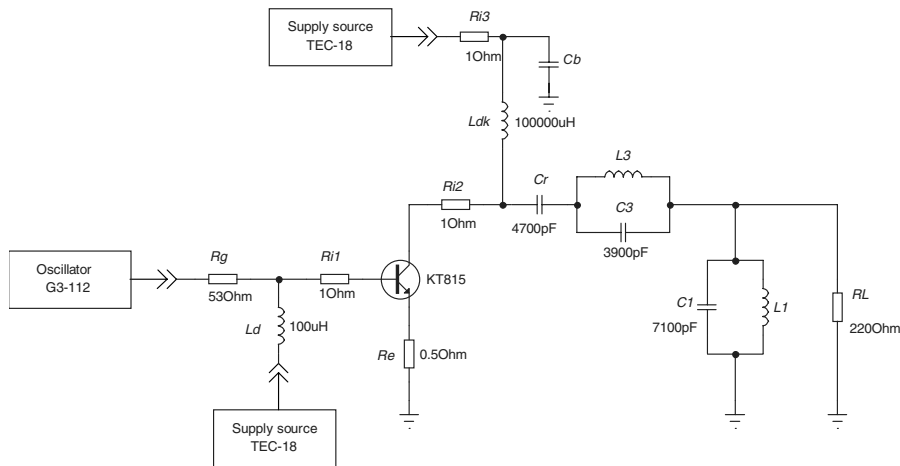 Supply source
TEC-18
Ri3
1Ohm
Cb
Ldk
100000uH
L3
Cr
Ri2
C3
1Ohm
4700pF
3900pF
Oscillator
G3-112
Rg
53Ohm
Ri1
1Ohm
KT815
Ld
100uH
C1
7100pF
L1
RL
220Ohm
Re
0.5Ohm
Supply source
TEC-18